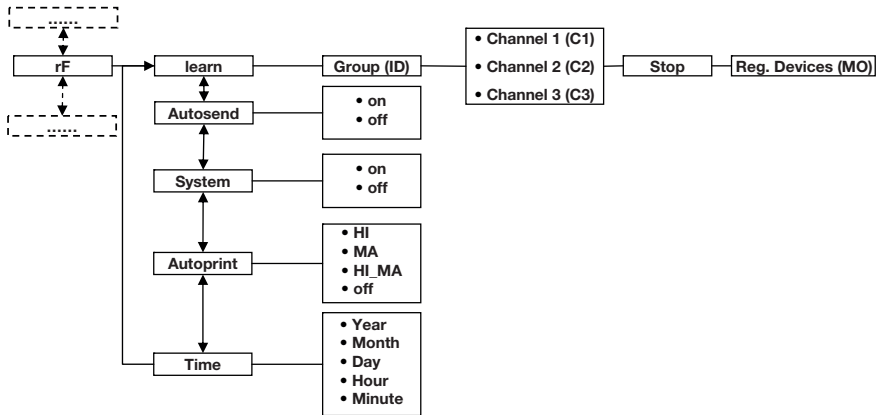 ......
rF
......
learn
Group (ID)
• Channel 1 (C1)
• Channel 2 (C2)
• Channel 3 (C3)
Stop
Reg. Devices (MO)
Autosend
• on
• off
System
• on
• off
Autoprint
• HI
• MA
• HI_MA
• off
Time
• Year
• Month
• Day
• Hour
• Minute